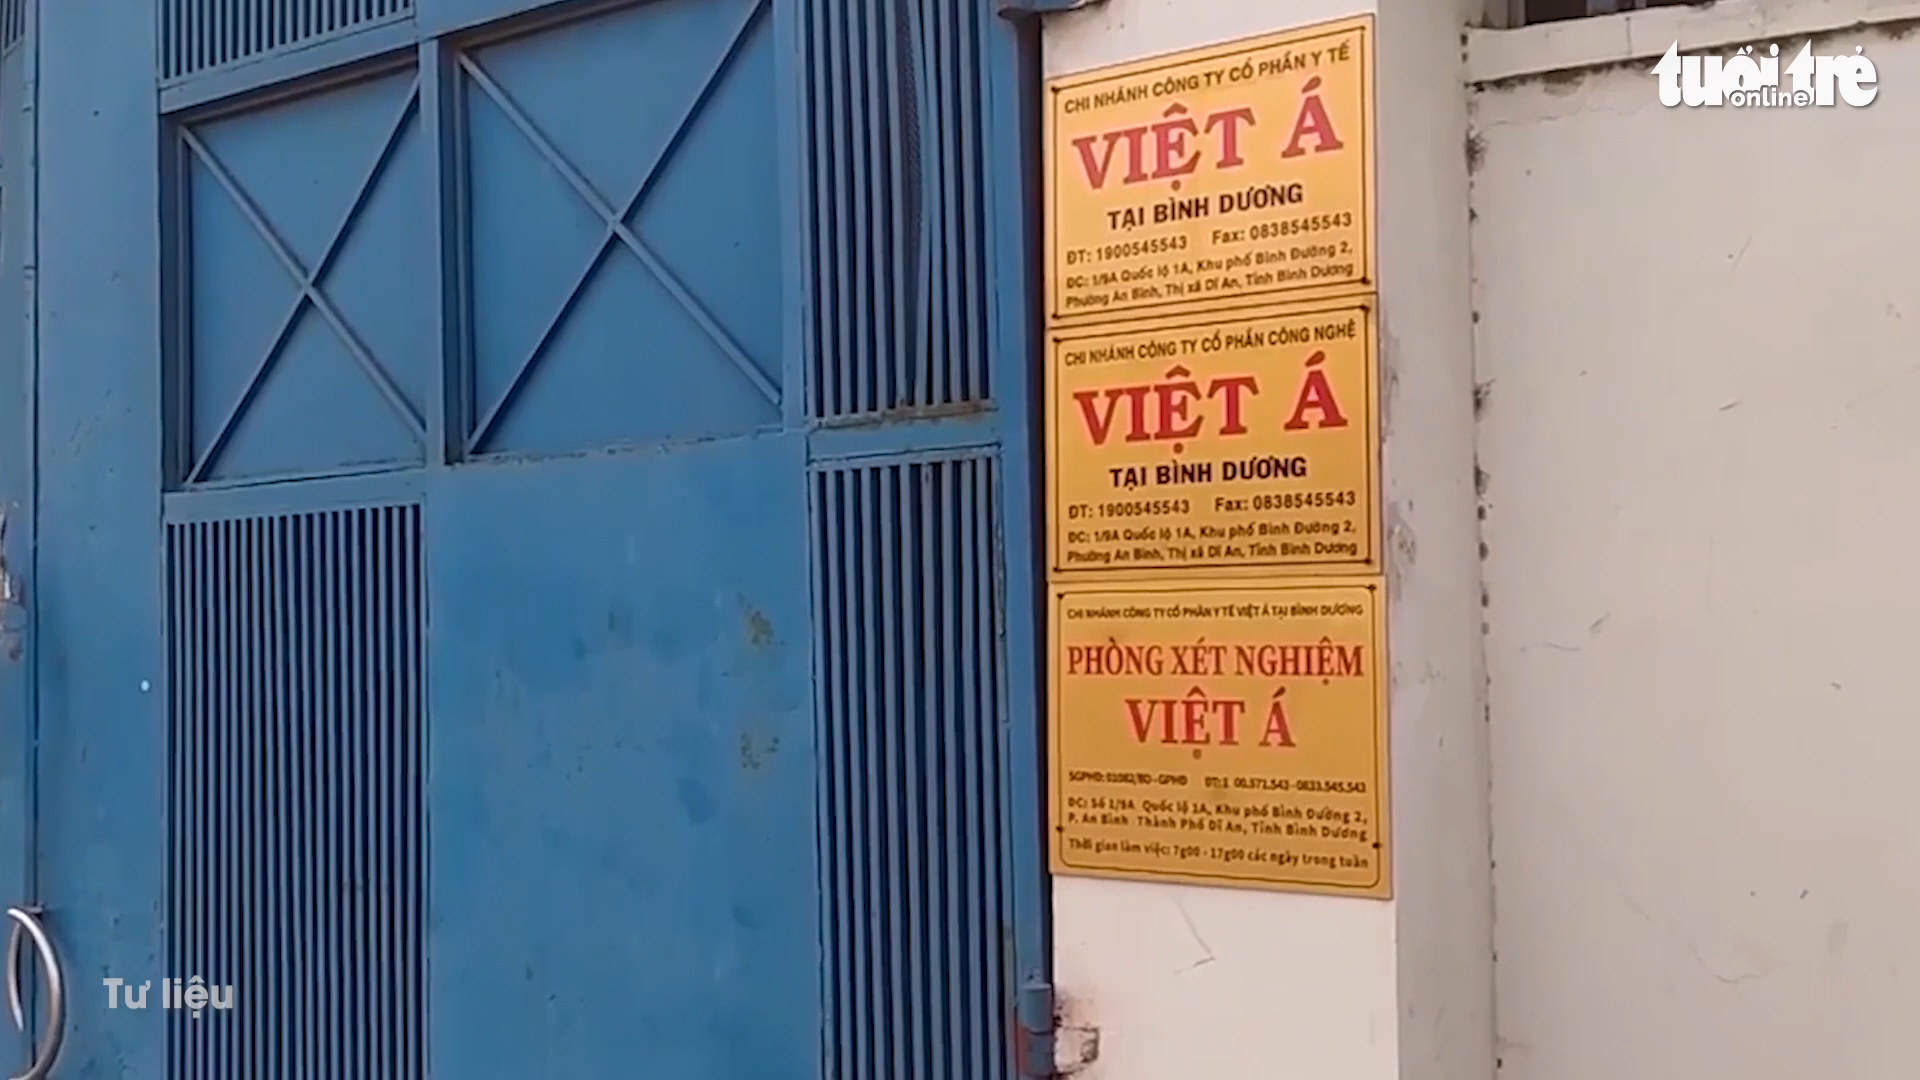 tuổi trẻ
online
CHI NHÁNH CÔNG TY CỔ PHẦN Y TẾ
VIỆT Á
TẠI BÌNH DƯƠNG
ĐT: 1900545543 Fax: 0838545543
ĐC: 1/9A Quốc lộ 1A, Khu phố Bình Đường 2,
Phường An Bình, Thị xã Dĩ An, Tỉnh Bình Dương
CHI NHÁNH CÔNG TY CỔ PHẦN CÔNG NGHỆ
VIỆT Á
TẠI BÌNH DƯƠNG
ĐT: 1900545543 Fax: 0838545543
ĐC: 1/9A Quốc lộ 1A, Khu phố Bình Đường 2,
Phường An Bình, Thị xã Dĩ An, Tỉnh Bình Dương
CHI NHÁNH CÔNG TY CỔ PHẦN Y TẾ VIỆT Á TẠI BÌNH DƯƠNG
PHÒNG XÉT NGHIỆM
VIỆT Á
ĐC: Số 1/9A Quốc lộ 1A, Khu phố Bình Đường 2,
P. An Bình Thành Phố Dĩ An, Tỉnh Bình Dương
Thời gian làm việc: 7g00 - 17g00 các ngày trong tuần
Tư liệu